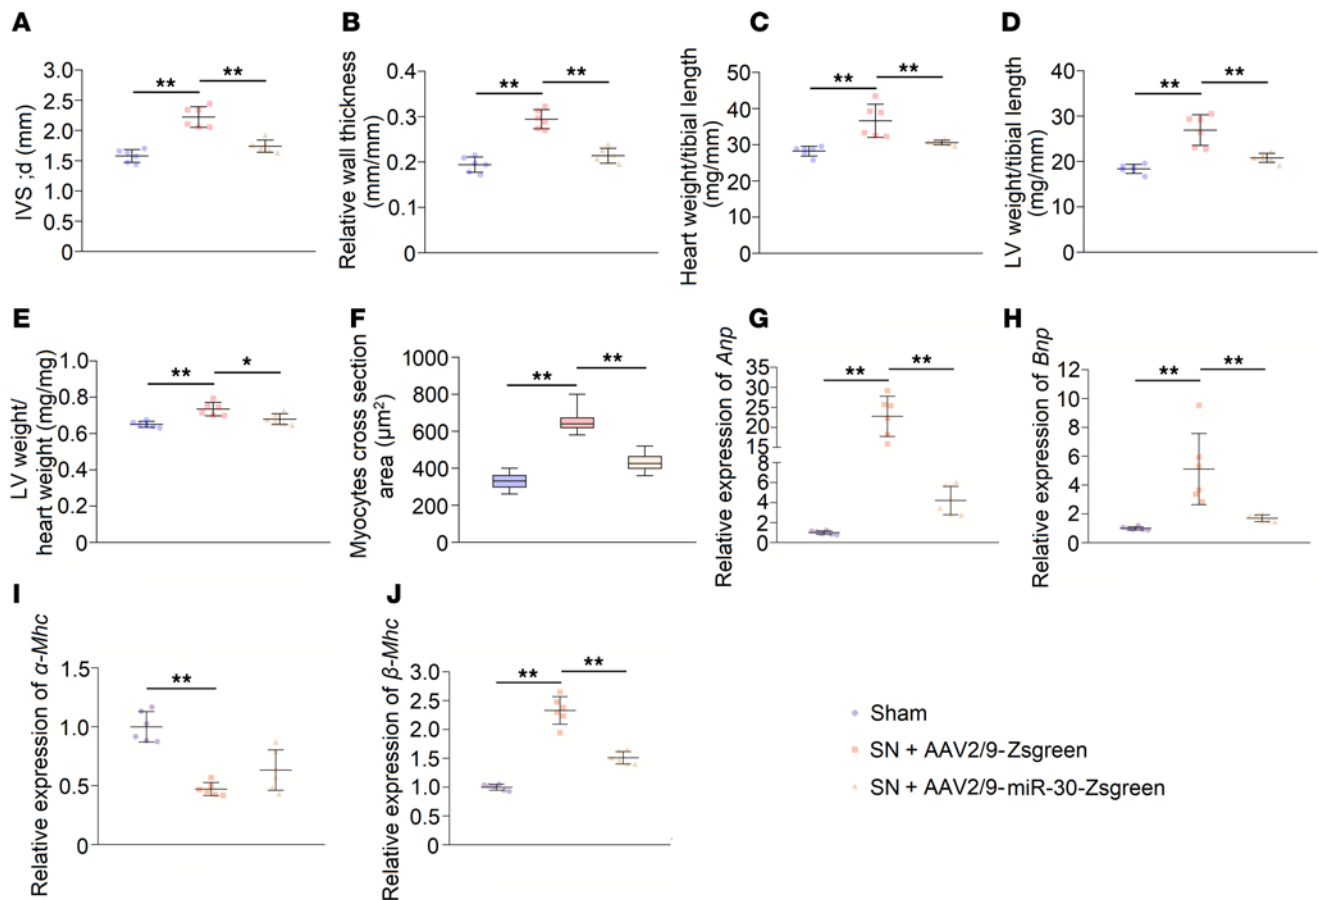 A
IVS ;d (mm)
3.0
2.5
2.0
1.5
1.0
0.5
0
**
**
B
Relative wall thickness
(mm/mm)
0.4
0.3
0.2
0.1
0
**
**
C
Heart weight/tibial length
(mg/mm)
50
40
30
20
10
0
**
**
D
LV weight/tibial length
(mg/mm)
40
30
20
10
0
**
**
E
LV weight/
heart weight (mg/mg)
1.0
0.8
0.6
0.4
0.2
0
**
*
F
Myocytes cross section
area (µm²)
1000
800
600
400
200
0
**
**
G
Relative expression of Anp
35
30
25
20
15
8
6
4
2
0
**
**
H
Relative expression of Bnp
12
10
8
6
4
2
0
**
**
I
Relative expression of α-Mhc
1.5
1.0
0.5
0
**
J
Relative expression of β-Mhc
3.0
2.5
2.0
1.5
1.0
0.5
0
**
**
Sham
SN + AAV2/9-Zsgreen
SN + AAV2/9-miR-30-Zsgreen